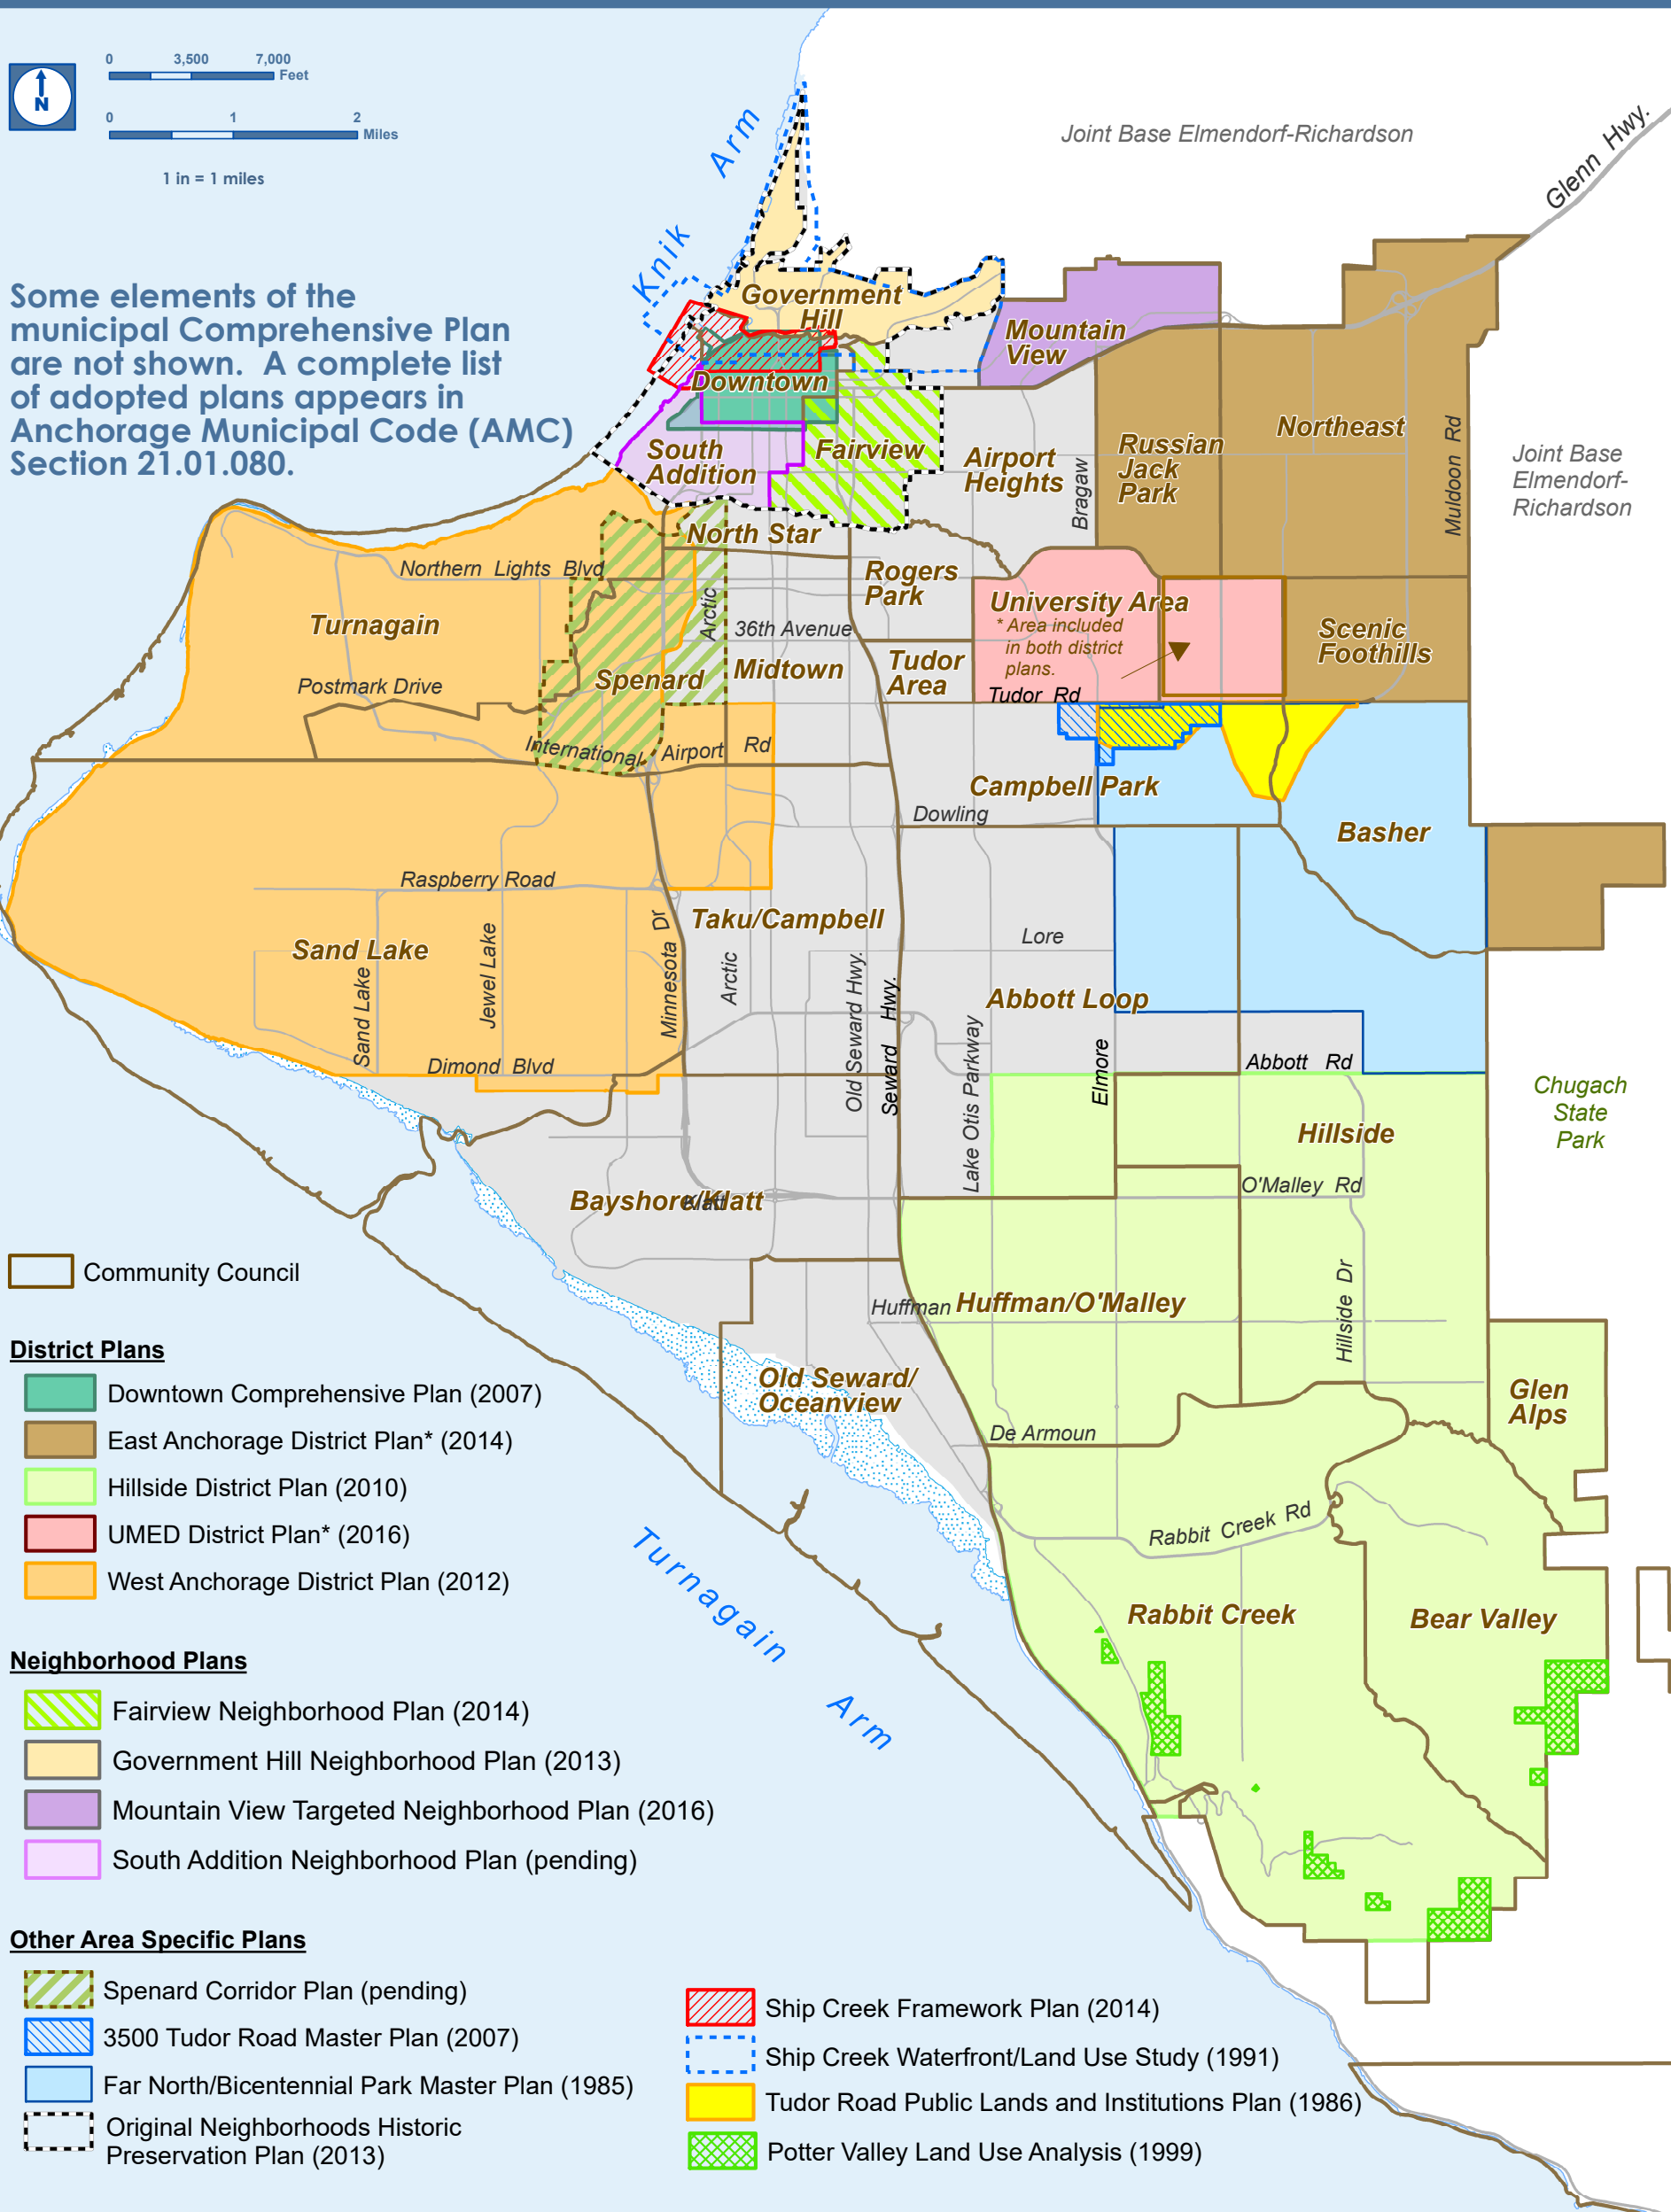 0 3,500 7,000
Feet
0 1 2
Miles
1 in = 1 miles
N
Some elements of the
municipal Comprehensive Plan
are not shown.  A complete list
of adopted plans appears in
Anchorage Municipal Code (AMC)
Section 21.01.080.
Knik Arm
Joint Base Elmendorf-Richardson
Glenn Hwy.
Government
Hill
Mountain
View
Downtown
South
Addition
Fairview
Airport
Heights
Bragaw
Russian
Jack
Park
Northeast
Muldoon Rd
Joint Base
Elmendorf-
Richardson
North Star
Northern Lights Blvd
Rogers
Park
Turnagain
Arctic
36th Avenue
University Area
* Area included
in both district
plans.
Scenic
Foothills
Spenard
Midtown
Tudor
Area
Tudor Rd
Postmark Drive
International Airport Rd
Campbell Park
Dowling
Basher
Raspberry Road
Taku/Campbell
Sand Lake
Sand Lake
Jewel Lake
Minnesota Dr
Arctic
Old Seward Hwy.
Seward Hwy.
Lore
Abbott Loop
Lake Otis Parkway
Elmore
Abbott Rd
Dimond Blvd
Chugach
State
Park
Hillside
O'Malley Rd
Bayshore/Klatt
Klatt
Hillside Dr
Huffman
Huffman/O'Malley
Old Seward/
Oceanview
Glen
Alps
De Armoun
Rabbit Creek Rd
Rabbit Creek
Bear Valley
Turnagain Arm
Community Council
District Plans
Downtown Comprehensive Plan (2007)
East Anchorage District Plan* (2014)
Hillside District Plan (2010)
UMED District Plan* (2016)
West Anchorage District Plan (2012)
Neighborhood Plans
Fairview Neighborhood Plan (2014)
Government Hill Neighborhood Plan (2013)
Mountain View Targeted Neighborhood Plan (2016)
South Addition Neighborhood Plan (pending)
Other Area Specific Plans
Spenard Corridor Plan (pending)
3500 Tudor Road Master Plan (2007)
Far North/Bicentennial Park Master Plan (1985)
Original Neighborhoods Historic
Preservation Plan (2013)
Ship Creek Framework Plan (2014)
Ship Creek Waterfront/Land Use Study (1991)
Tudor Road Public Lands and Institutions Plan (1986)
Potter Valley Land Use Analysis (1999)